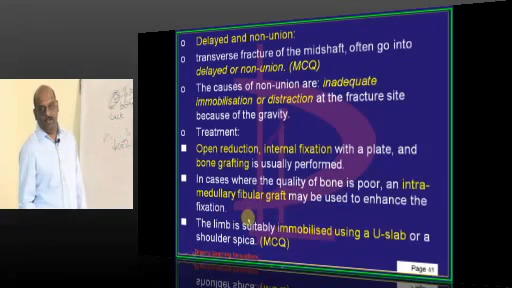 Delayed and non-union:
transverse fracture of the midshaft, often go into
delayed or non-union. (MCQ)
The causes of non-union are: inadequate
immobilisation or distraction at the fracture site
because of the gravity.
Treatment:
Open reduction, internal fixation with a plate, and
bone grafting is usually performed.
In cases where the quality of bone is poor, an intra-
medullary fibular graft may be used to enhance the
fixation.
The limb is suitably immobilised using a U-slab or a
shoulder spica. (MCQ)
Page 41